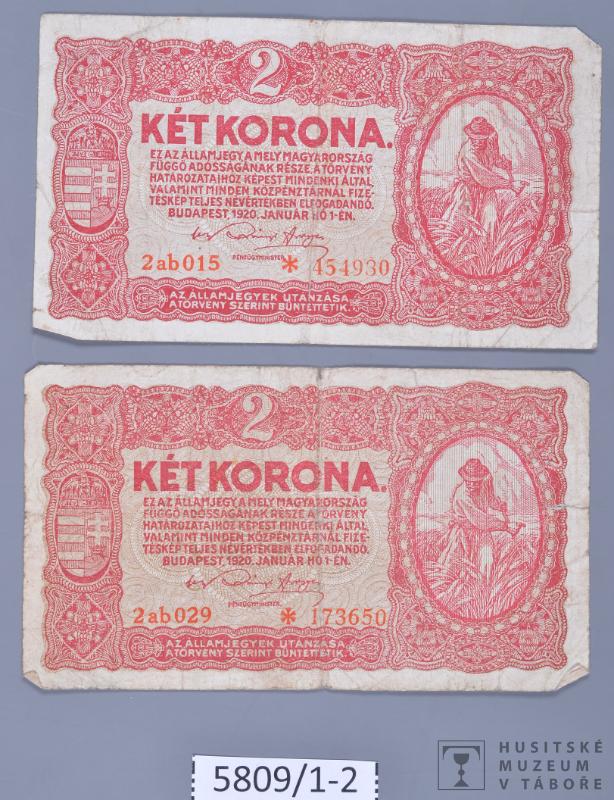 2
KÉT KORONA.
EZ AZ ÁLLAMJEGY A MELY MAGYARORSZÁG
FÜGGŐ ADOSSÁGÁNAK RÉSZE, A TÖRVÉNY
HATÁROZATAIHOZ KÉPEST MINDENKI ÁLTAL,
VALAMINT MINDEN KÖZPÉNZTÁRNÁL FIZE-
TÉSKÉP TELJES NÉVÉRTÉKBEN ELFOGADANDÓ.
BUDAPEST, 1920. JANUÁR HÓ 1-ÉN.
PÉNZÜGYMINISTER.
2ab015 * 454930
AZ ÁLLAMJEGYEK UTÁNZÁSA
A TÖRVÉNY SZERINT BÜNTETTETIK.
2
KÉT KORONA.
EZ AZ ÁLLAMJEGY A MELY MAGYARORSZÁG
FÜGGŐ ADOSSÁGÁNAK RÉSZE A TÖRVÉNY
HATÁROZATAIHOZ KÉPEST MINDENKI ÁLTAL,
VALAMINT MINDEN KÖZPÉNZTÁRNÁL FIZE-
TÉSKÉP TELJES NÉVÉRTÉKBEN ELFOGADANDÓ.
BUDAPEST, 1920. JANUÁR HÓ 1-ÉN.
PÉNZÜGYMINISTER.
2ab029 * 173650
AZ ÁLLAMJEGYEK UTÁNZÁSA
A TÖRVÉNY SZERINT BÜNTETTETIK.
5809/1-2
HUSITSKÉ
MUZEUM
V TÁBOŘE